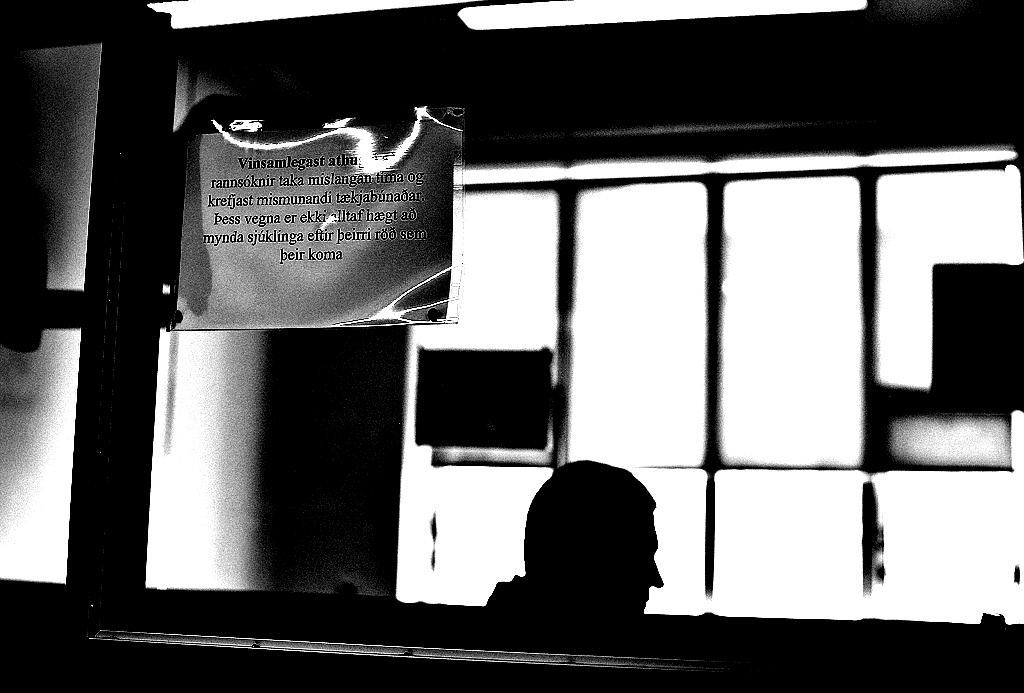 Vinsamlegast athu
rannsóknir taka mislangan tíma og
krefjast mismunandi tækjabúnaðar.
Þess vegna er ekki alltaf hægt að
mynda sjúklinga eftir þeirri röð sem
þeir koma